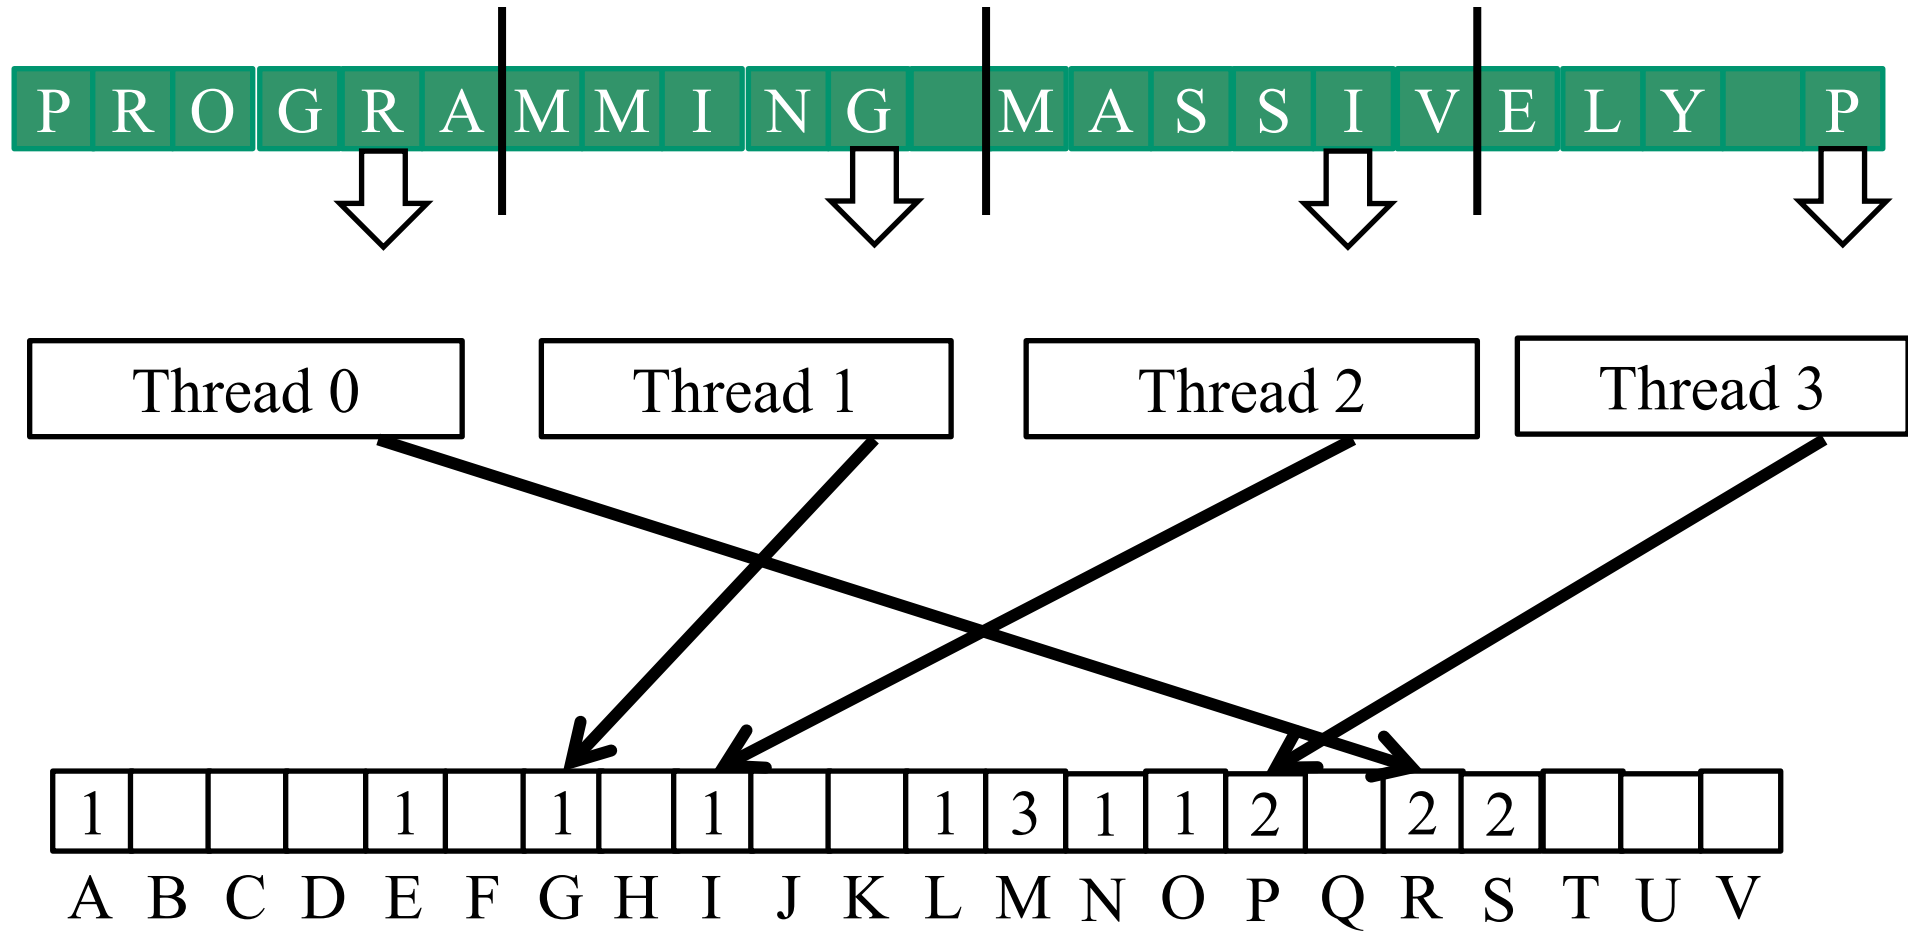 P R O G R A M M I N G M A S S I V E L Y P
Thread 0 Thread 1 Thread 2 Thread 3
1 1 1 1 1 3 1 1 2 2 2
A B C D E F G H I J K L M N O P Q R S T U V